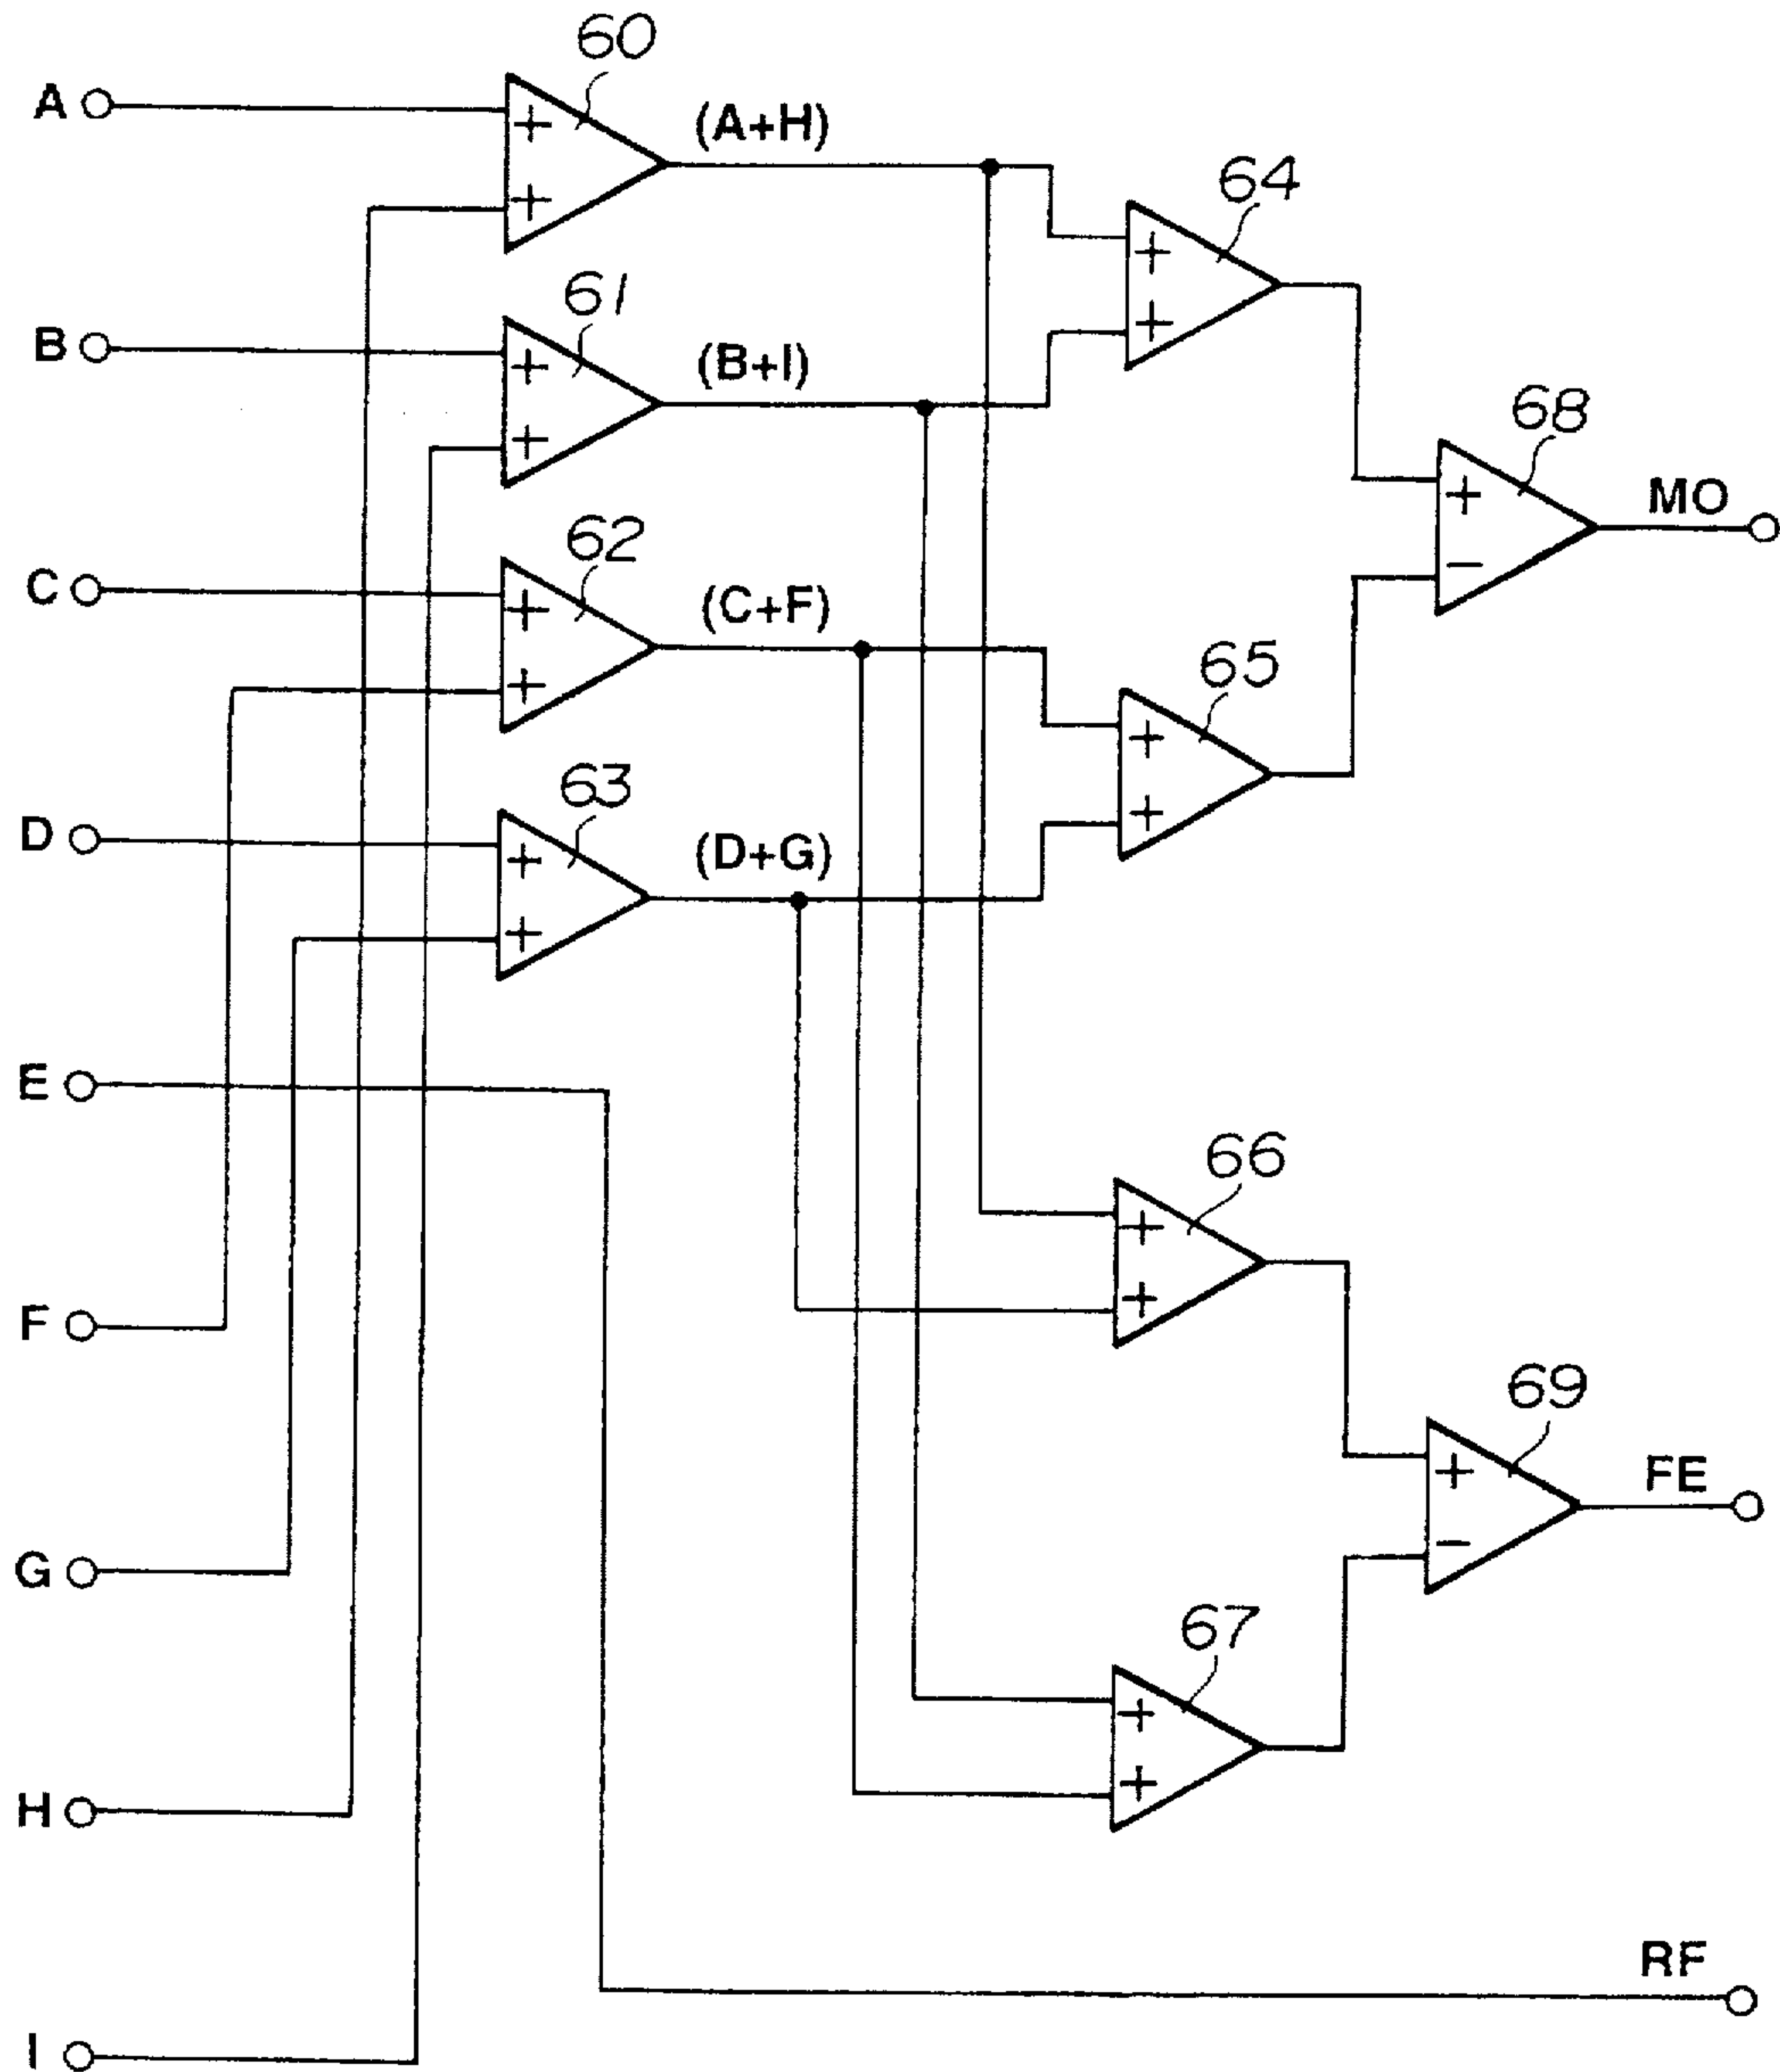 60
A
+
(A+H)
+
64
+
61
+
B
+
(B+I)
+
68
+
MO
62
C
+
(C+F)
−
+
65
+
63
D
+
(D+G)
+
+
E
66
+
+
F
69
+
FE
G
−
67
+
+
H
RF
I